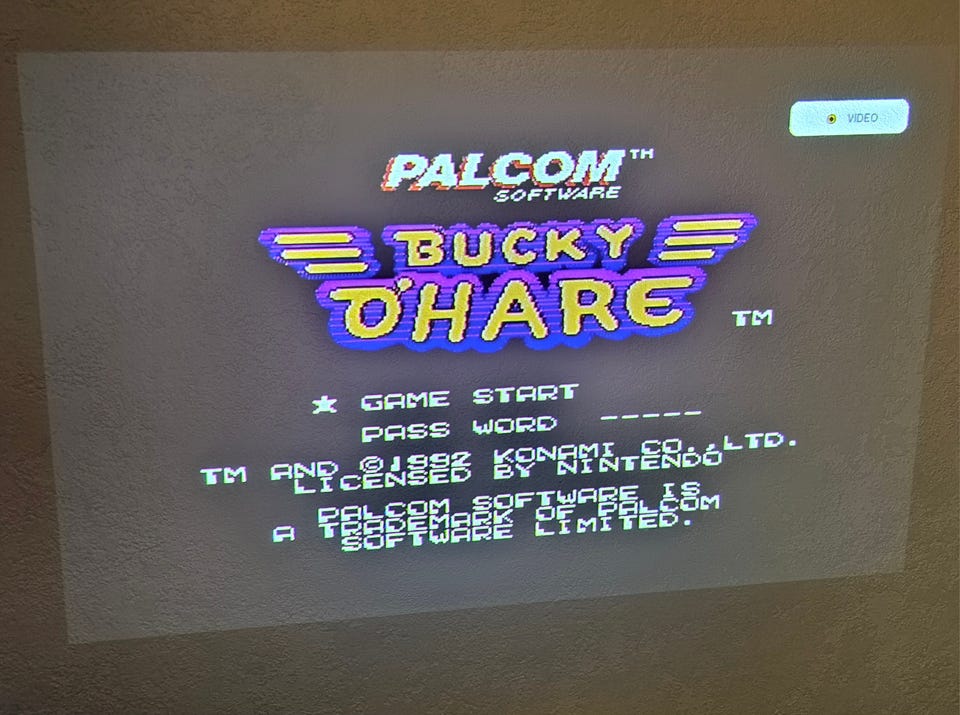 VIDEO
PALCOM™
SOFTWARE
BUCKY
O'HARE
TM
★ GAME START
PASS WORD -----
TM AND ©1992 KONAMI CO.,LTD.
LICENSED BY NINTENDO
PALCOM SOFTWARE IS
A TRADEMARK OF PALCOM
SOFTWARE LIMITED.